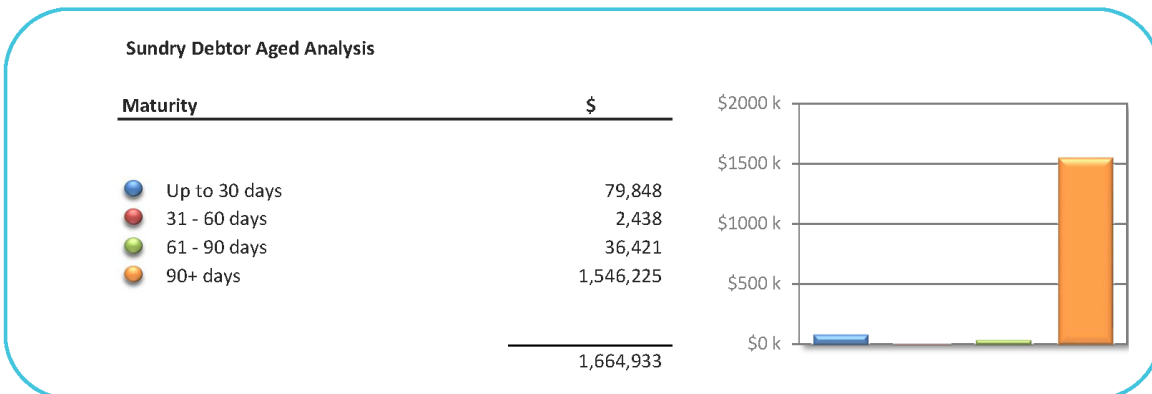 Sundry Debtor Aged Analysis
Maturity $
Up to 30 days 79,848
31 - 60 days 2,438
61 - 90 days 36,421
90+ days 1,546,225
1,664,933
$2000 k
$1500 k
$1000 k
$500 k
$0 k